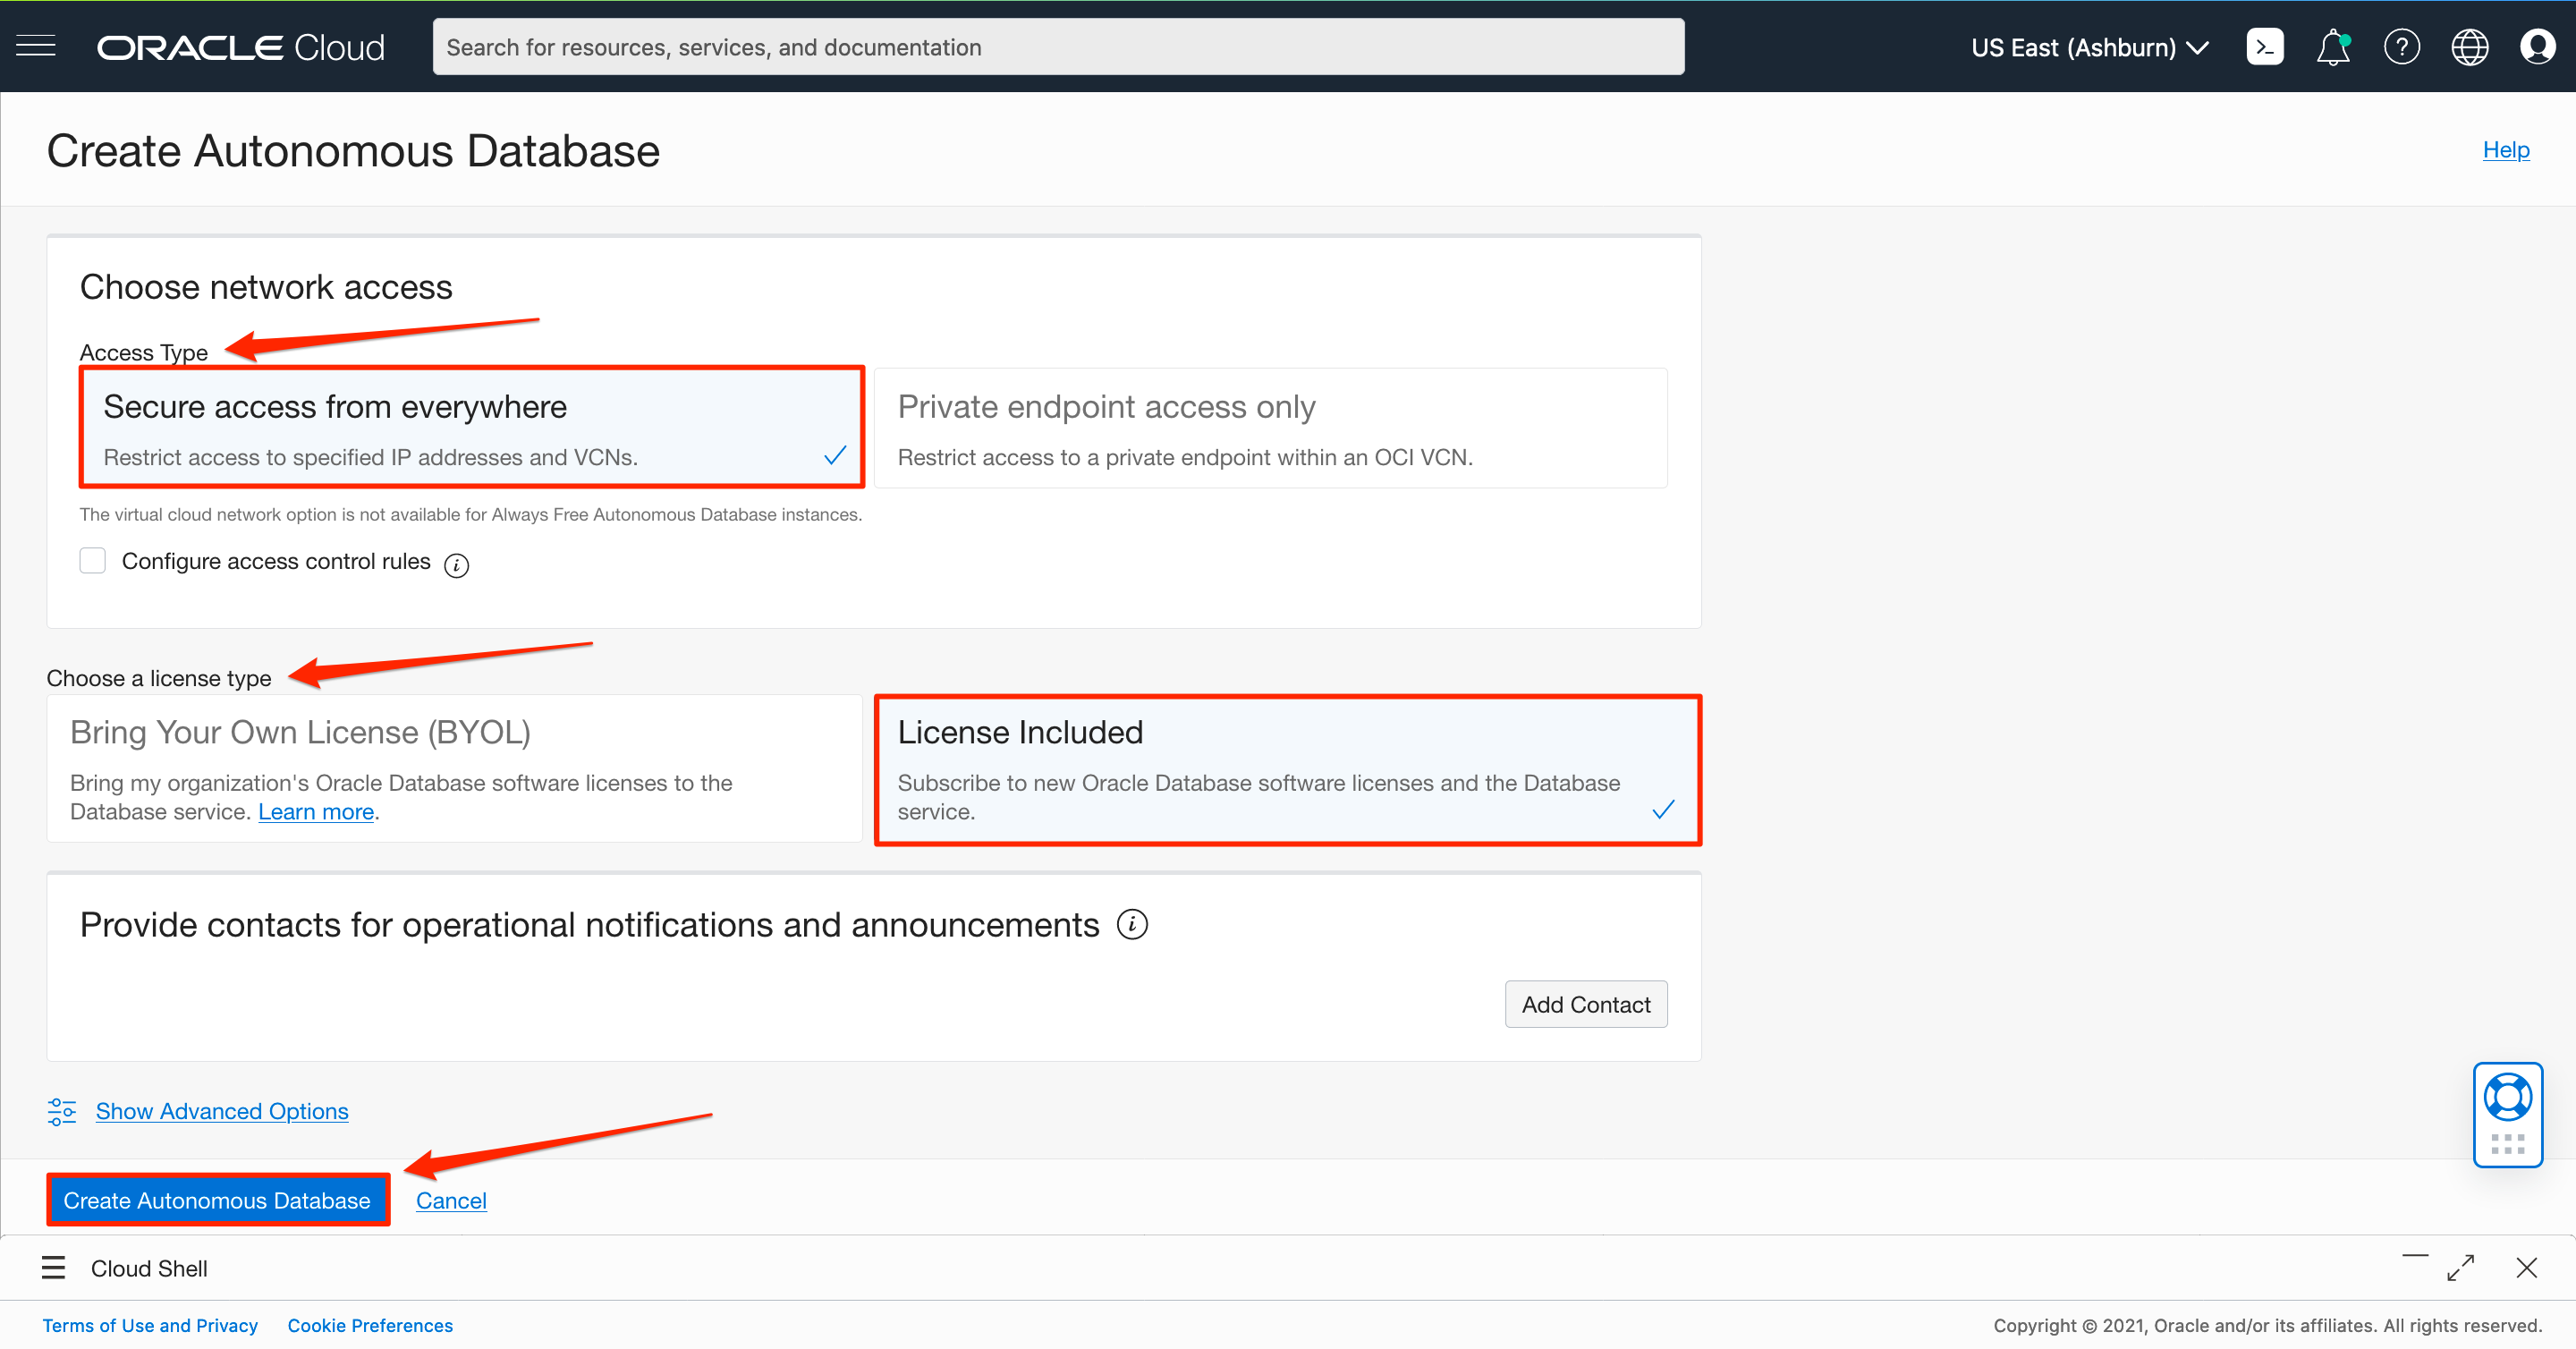 ORACLE Cloud
Search for resources, services, and documentation
US East (Ashburn)
Create Autonomous Database
Help
Choose network access
Access Type
Secure access from everywhere
Restrict access to specified IP addresses and VCNs.
Private endpoint access only
Restrict access to a private endpoint within an OCI VCN.
The virtual cloud network option is not available for Always Free Autonomous Database instances.
Configure access control rules
Choose a license type
Bring Your Own License (BYOL)
Bring my organization's Oracle Database software licenses to the
Database service. Learn more.
License Included
Subscribe to new Oracle Database software licenses and the Database
service.
Provide contacts for operational notifications and announcements
Add Contact
Show Advanced Options
Create Autonomous Database
Cancel
Cloud Shell
Terms of Use and Privacy
Cookie Preferences
Copyright © 2021, Oracle and/or its affiliates. All rights reserved.